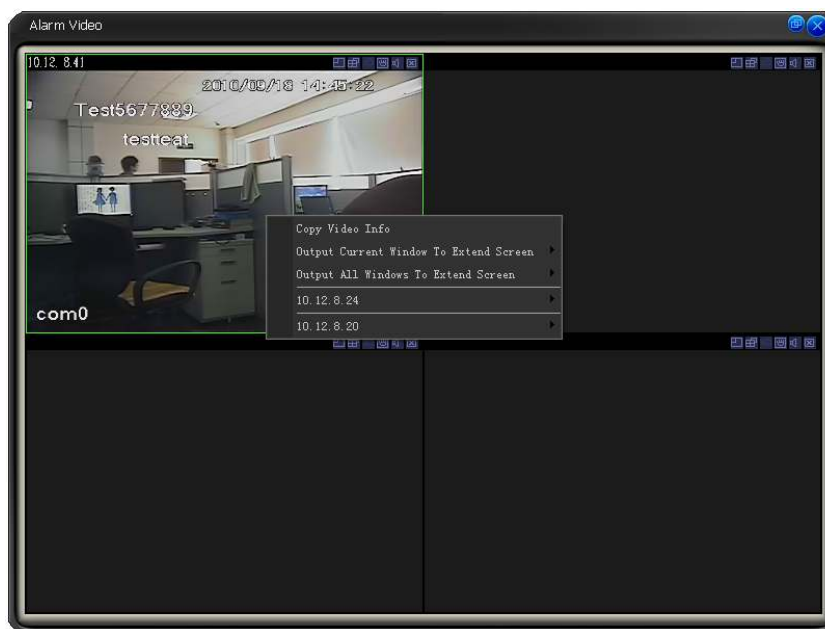 Alarm Video
10.12. 8.41
2010/09/18 14:45:22
Test5677889
testteat
Copy Video Info
Output Current Window To Extend Screen
Output All Windows To Extend Screen
10.12.8.24
10.12.8.20
com0